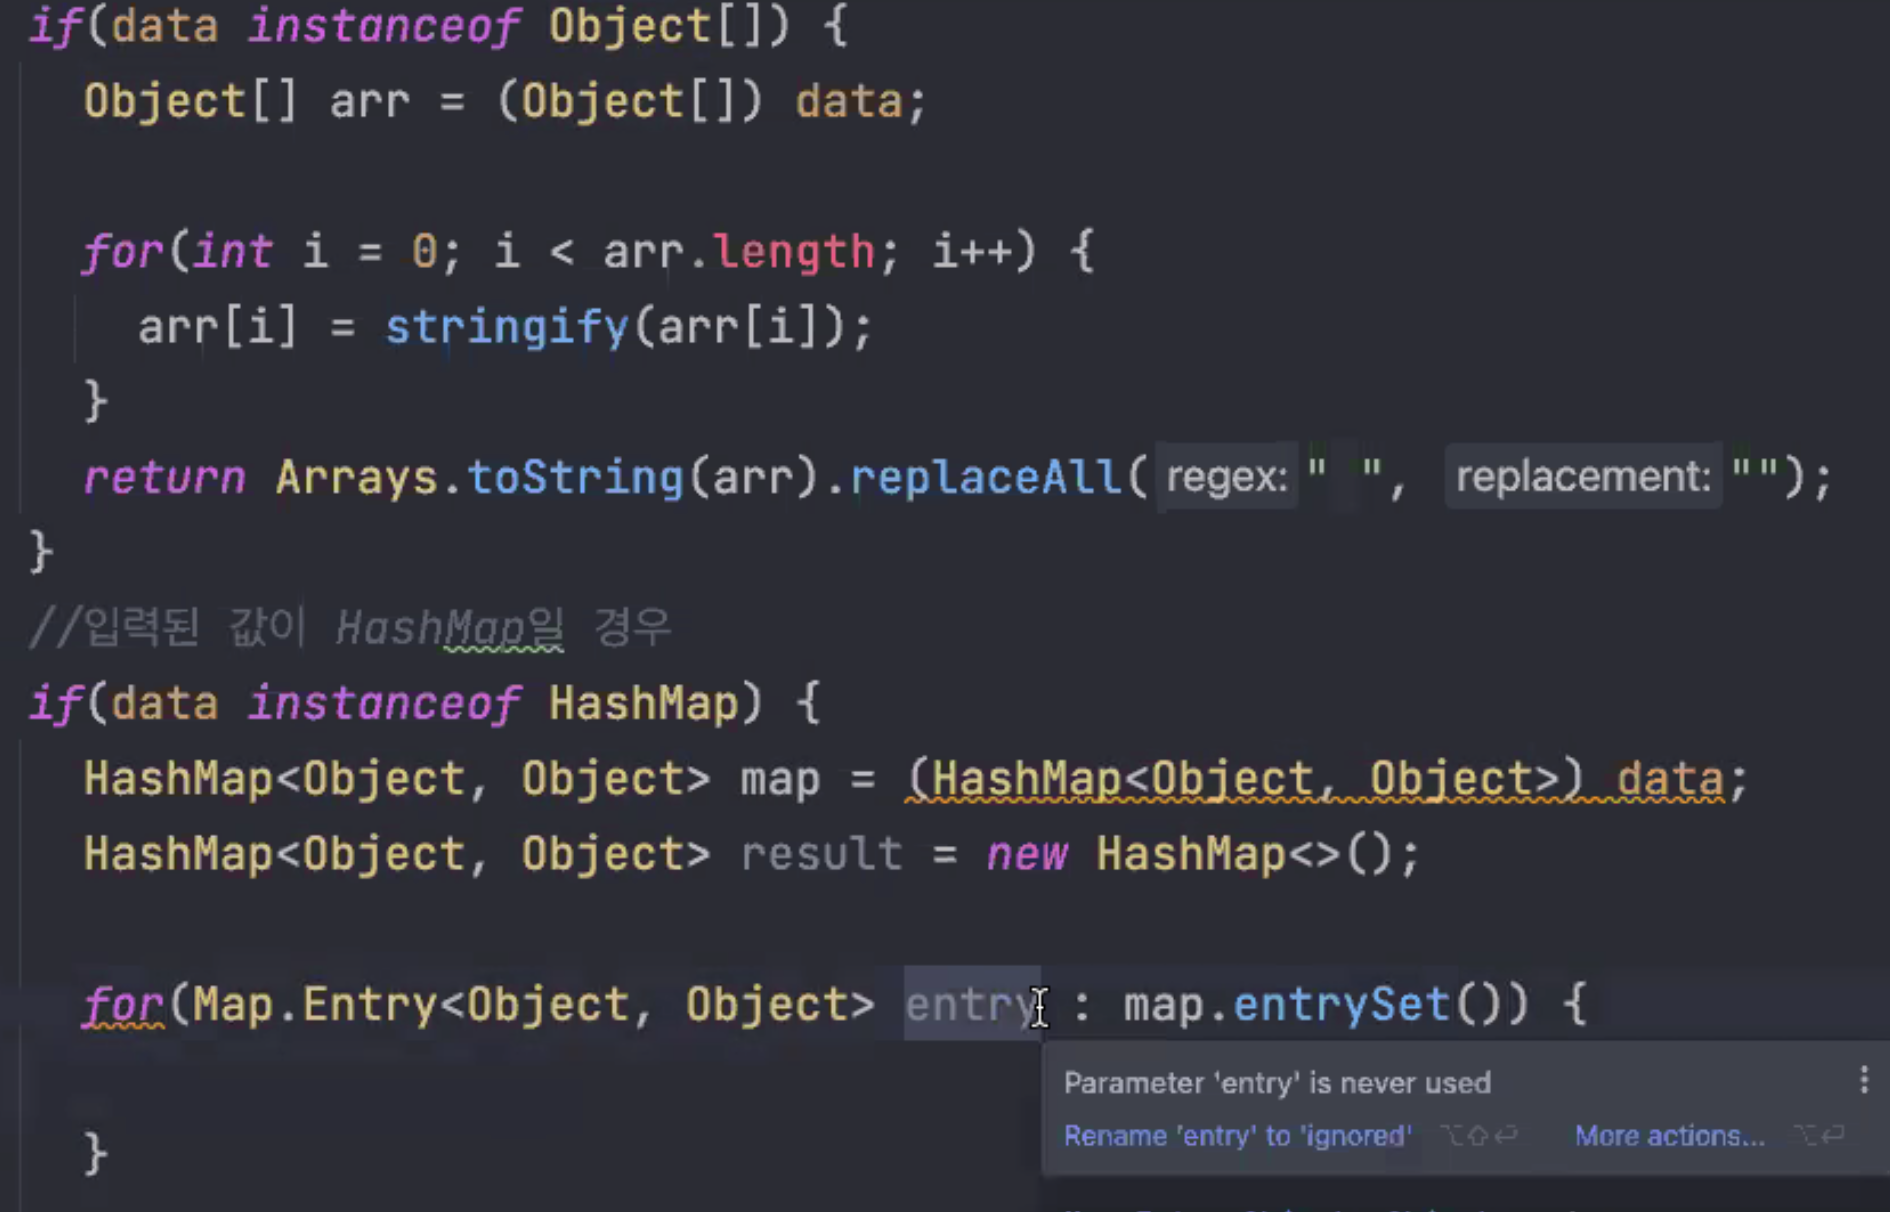 if(data instanceof Object[]) {
Object[] arr = (Object[]) data;
for(int i = 0; i < arr.length; i++) {
arr[i] = stringify(arr[i]);
}
return Arrays.toString(arr).replaceAll( regex: " ", replacement: "");
}
//입력된 값이 HashMap일 경우
if(data instanceof HashMap) {
HashMap<Object, Object> map = (HashMap<Object, Object>) data;
HashMap<Object, Object> result = new HashMap<>();
for(Map.Entry<Object, Object> entry : map.entrySet()) {
Parameter 'entry' is never used
Rename 'entry' to 'ignored' ⌥⇧⏎ More actions... ⌥⏎
}